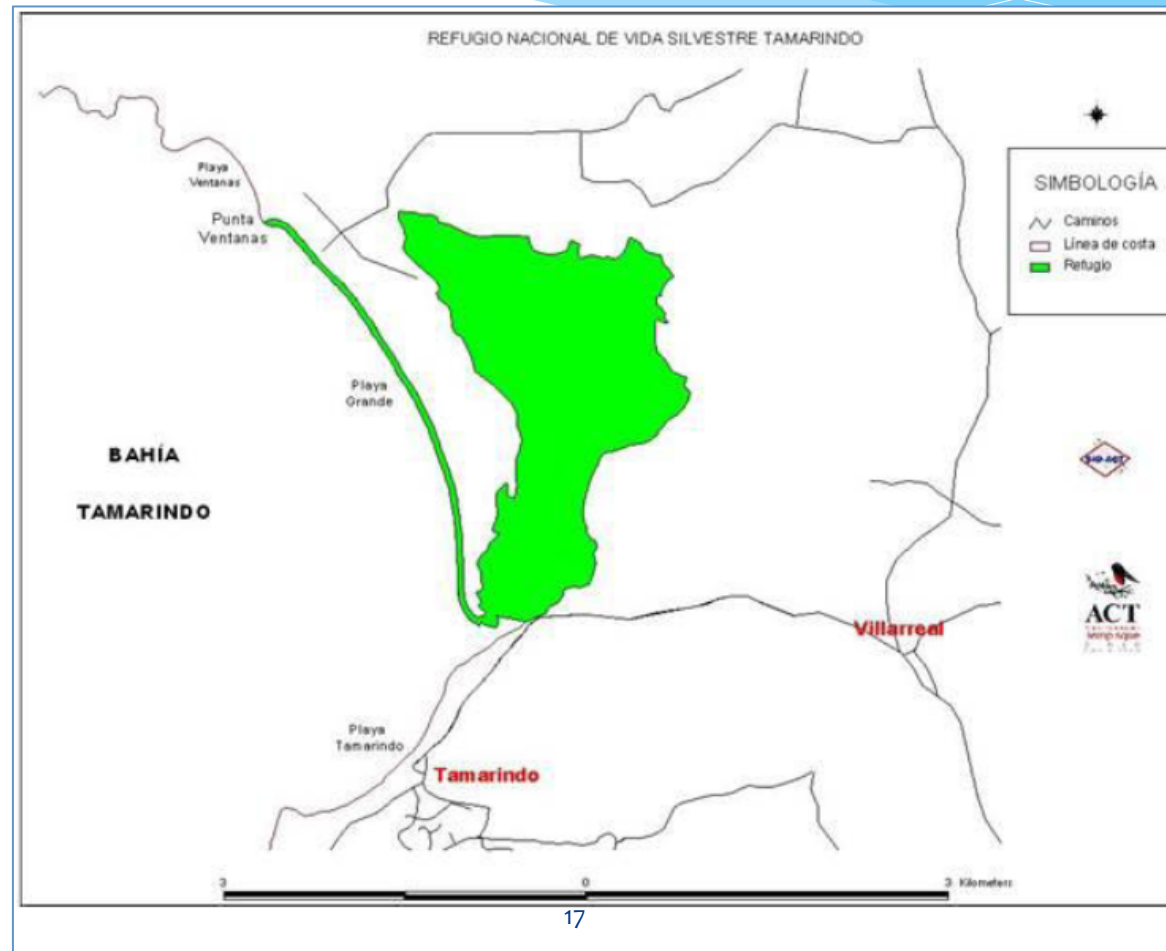 REFUGIO NACIONAL DE VIDA SILVESTRE TAMARINDO
Playa
Ventanas
Punta
Ventanas
SIMBOLOGÍA
Caminos
Línea de costa
Refugio
Playa
Grande
BAHÍA
TAMARINDO
ACT
Villarreal
Playa
Tamarindo
Tamarindo
3 0 3 Kilometers
17